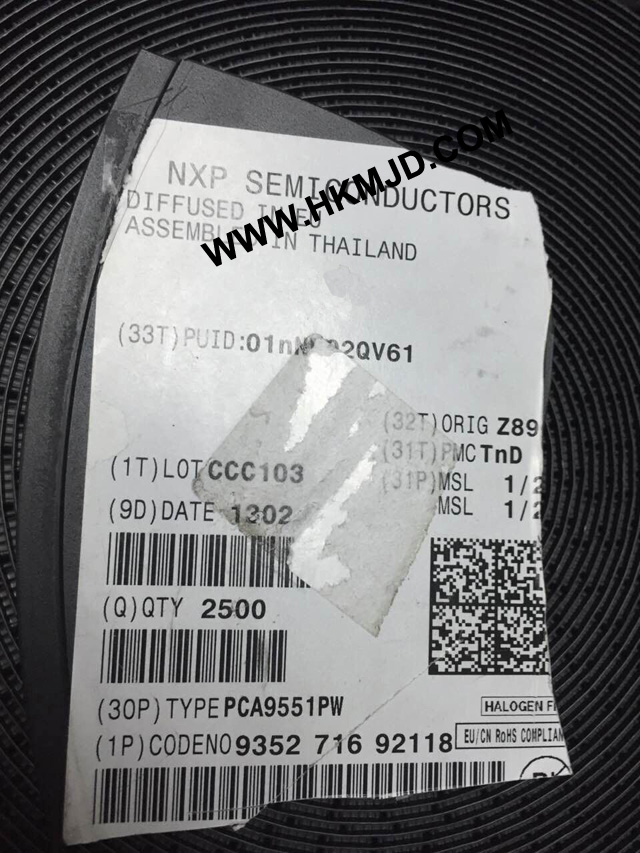 NXP SEMICONDUCTORS
DIFFUSED IN EU
ASSEMBLED IN THAILAND
WWW.HKMJD.COM
(33T)PUID:
(32T)ORIG Z89
(31T)PMC TnD
(1T)LOT CCC103
(31P)MSL 1/2
(9D)DATE 1302
MSL 1/2
(Q)QTY 2500
(30P)TYPE PCA9551PW
HALOGEN
(1P)CODENO 9352 716 92118
EU/CN RoHS COMPLIAN